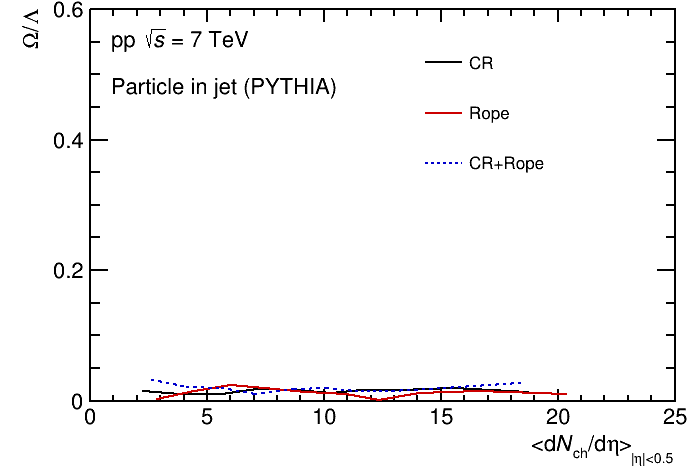 Ω/Λ
0.6
0.4
0.2
0
pp √s = 7 TeV
Particle in jet (PYTHIA)
CR
Rope
CR+Rope
0 5 10 15 20 25
<dNch/dη>|η|<0.5